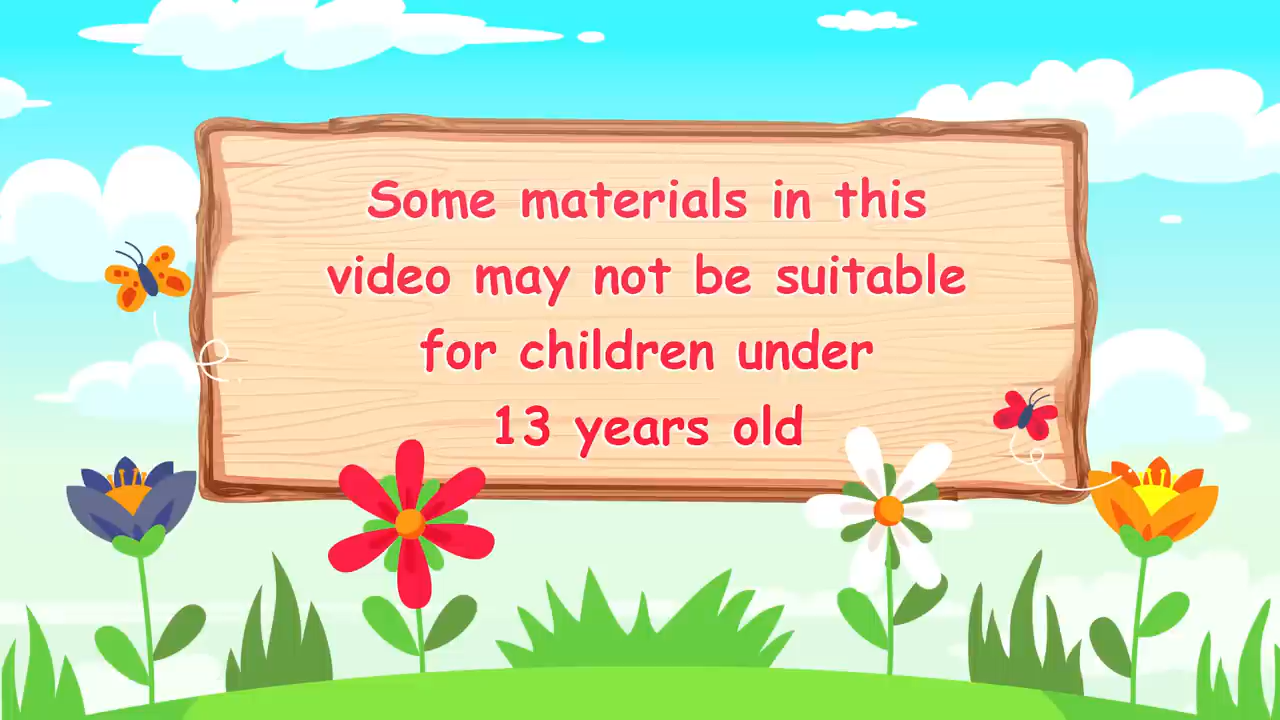 Some materials in this
video may not be suitable
for children under
13 years old